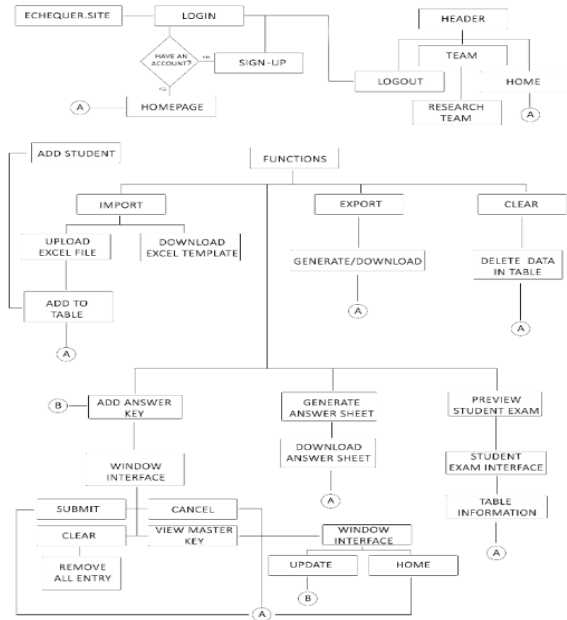 ECHEQUER.SITE
LOGIN
HEADER
HAVE AN
ACCOUNT?
NO
SIGN-UP
TEAM
LOGOUT
HOME
YES
A
HOMEPAGE
RESEARCH
TEAM
A
ADD STUDENT
FUNCTIONS
IMPORT
EXPORT
CLEAR
UPLOAD
EXCEL FILE
DOWNLOAD
EXCEL TEMPLATE
GENERATE/DOWNLOAD
DELETE DATA
IN TABLE
ADD TO
TABLE
A
A
A
B
ADD ANSWER
KEY
GENERATE
ANSWER SHEET
PREVIEW
STUDENT EXAM
WINDOW
INTERFACE
DOWNLOAD
ANSWER SHEET
STUDENT
EXAM INTERFACE
A
TABLE
INFORMATION
A
SUBMIT
CANCEL
CLEAR
VIEW MASTER
KEY
WINDOW
INTERFACE
REMOVE
ALL ENTRY
UPDATE
HOME
B
A